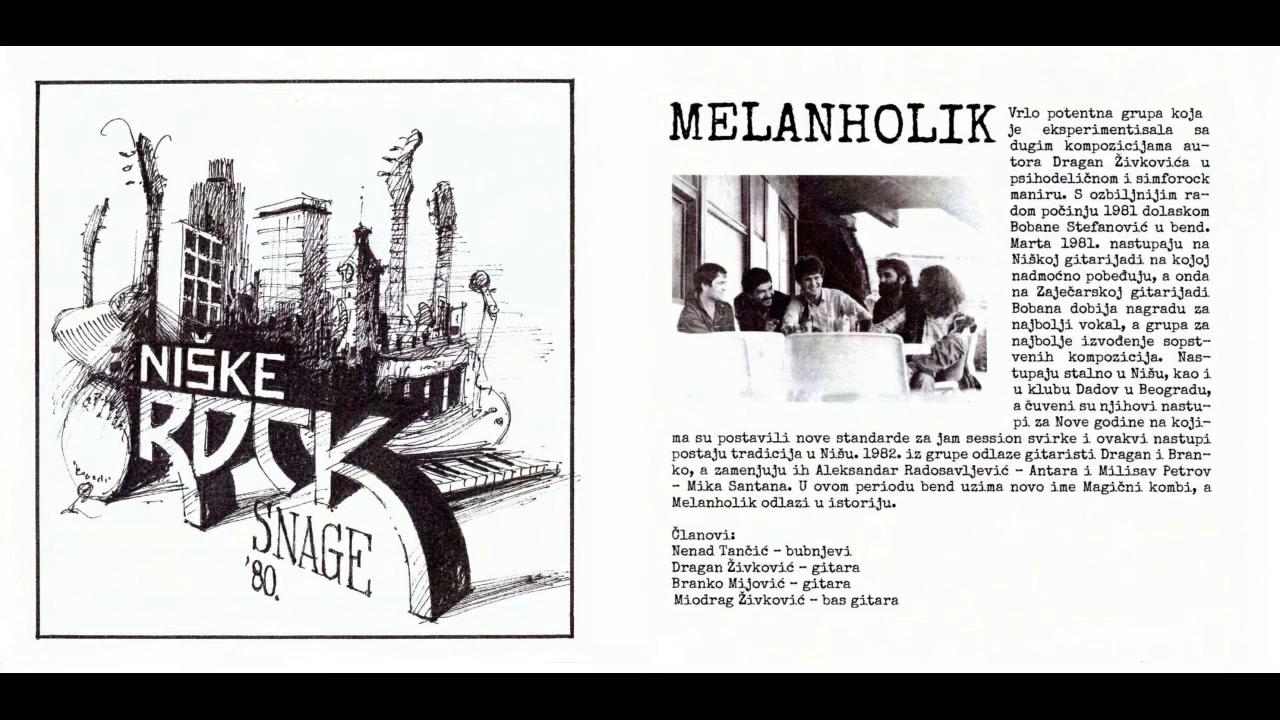 NIŠKE
ROCK
SNAGE
'80.
MELANHOLIK
Vrlo potentna grupa koja
je eksperimentisala sa
dugim kompozicijama au-
tora Dragan Živkovića u
psihodeličnom i simforock
maniru. S ozbiljnijim ra-
dom počinju 1981 dolaskom
Bobane Stefanović u bend.
Marta 1981. nastupaju na
Niškoj gitarijadi na kojoj
nadmoćno pobeđuju, a onda
na Zaječarskoj gitarijadi
Bobana dobija nagradu za
najbolji vokal, a grupa za
najbolje izvođenje sopst-
venih kompozicija. Nas-
tupaju stalno u Nišu, kao i
u klubu Dadov u Beogradu,
a čuveni su njihovi nastu-
pi za Nove godine na koji-
ma su postavili nove standarde za jam session svirke i ovakvi nastupi
postaju tradicija u Nišu. 1982. iz grupe odlaze gitaristi Dragan i Bran-
ko, a zamenjuju ih Aleksandar Radosavljević - Antara i Milisav Petrov
- Mika Santana. U ovom periodu bend uzima novo ime Magični kombi, a
Melanholik odlazi u istoriju.
Članovi:
Nenad Tančić - bubnjevi
Dragan Živković - gitara
Branko Mijović - gitara
Miodrag Živković - bas gitara